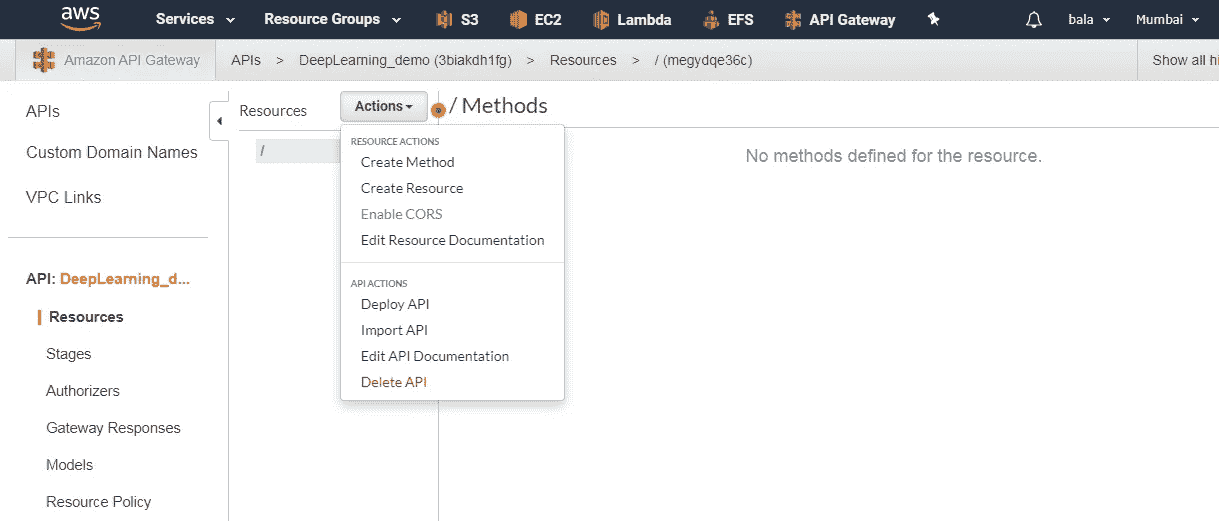 aws Services Resource Groups S3 EC2 Lambda EFS API Gateway bala Mumbai
Amazon API Gateway APIs > DeepLearning_demo (3biakdh1fg) > Resources > / (megydqe36c) Show all hi
APIs
Custom Domain Names
VPC Links
API: DeepLearning_d...
Resources
Stages
Authorizers
Gateway Responses
Models
Resource Policy
Resources Actions / Methods
/
RESOURCE ACTIONS
Create Method
Create Resource
Enable CORS
Edit Resource Documentation
API ACTIONS
Deploy API
Import API
Edit API Documentation
Delete API
No methods defined for the resource.